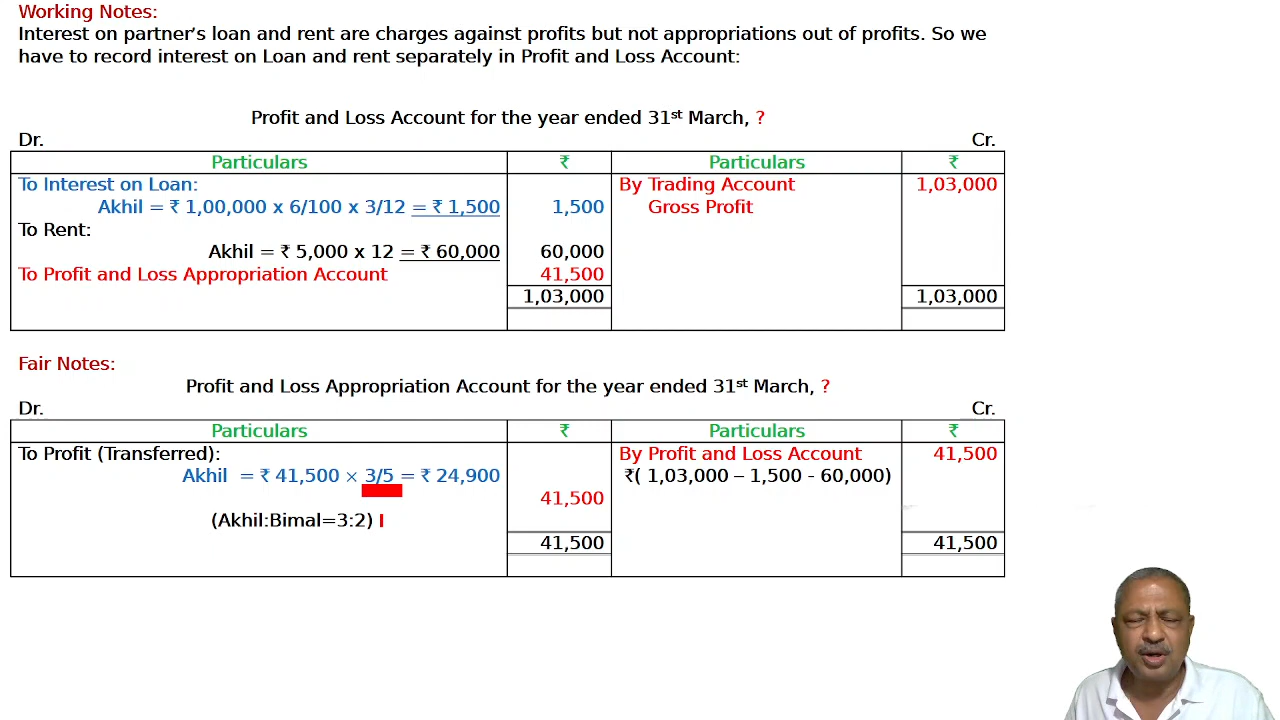 Working Notes:
Interest on partner's loan and rent are charges against profits but not appropriations out of profits. So we
have to record interest on Loan and rent separately in Profit and Loss Account:
Profit and Loss Account for the year ended 31st March, ?
Dr. Cr.
Particulars ₹ Particulars ₹
To Interest on Loan: By Trading Account 1,03,000
Akhil = ₹ 1,00,000 x 6/100 x 3/12 = ₹ 1,500 1,500 Gross Profit
To Rent:
Akhil = ₹ 5,000 x 12 = ₹ 60,000 60,000
To Profit and Loss Appropriation Account 41,500
1,03,000 1,03,000
Fair Notes:
Profit and Loss Appropriation Account for the year ended 31st March, ?
Dr. Cr.
Particulars ₹ Particulars ₹
To Profit (Transferred): By Profit and Loss Account 41,500
Akhil = ₹ 41,500 × 3/5 = ₹ 24,900 ₹( 1,03,000 – 1,500 - 60,000)
41,500
(Akhil:Bimal=3:2)
41,500 41,500